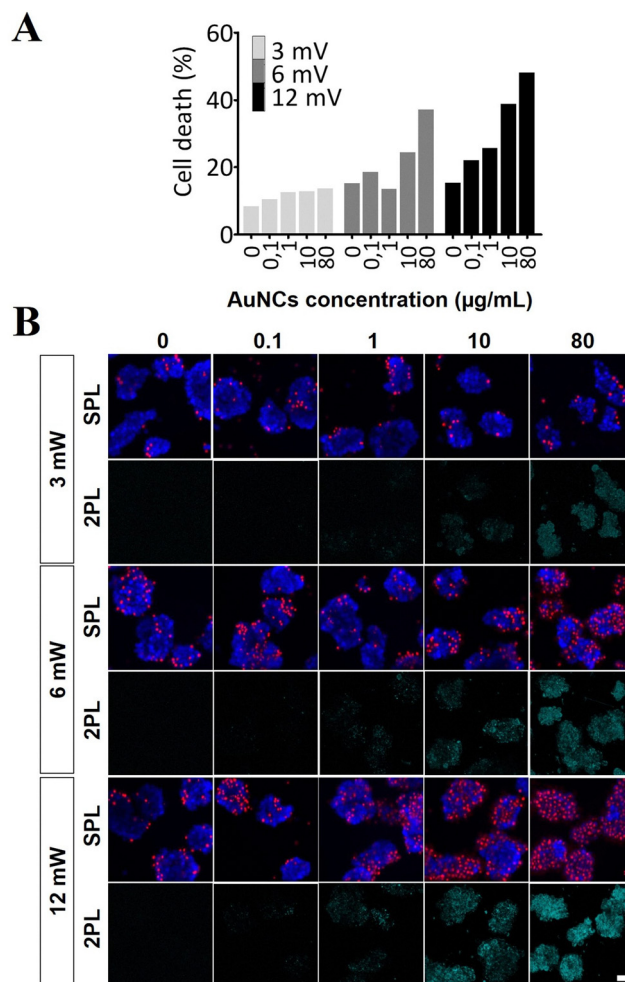 A
Cell death (%)
60
40
20
0
3 mV
6 mV
12 mV
0 0,1 1 10 80 0 0,1 1 10 80 0 0,1 1 10 80
AuNCs concentration (µg/mL)
B
0 0.1 1 10 80
3 mW
SPL
2PL
6 mW
SPL
2PL
12 mW
SPL
2PL